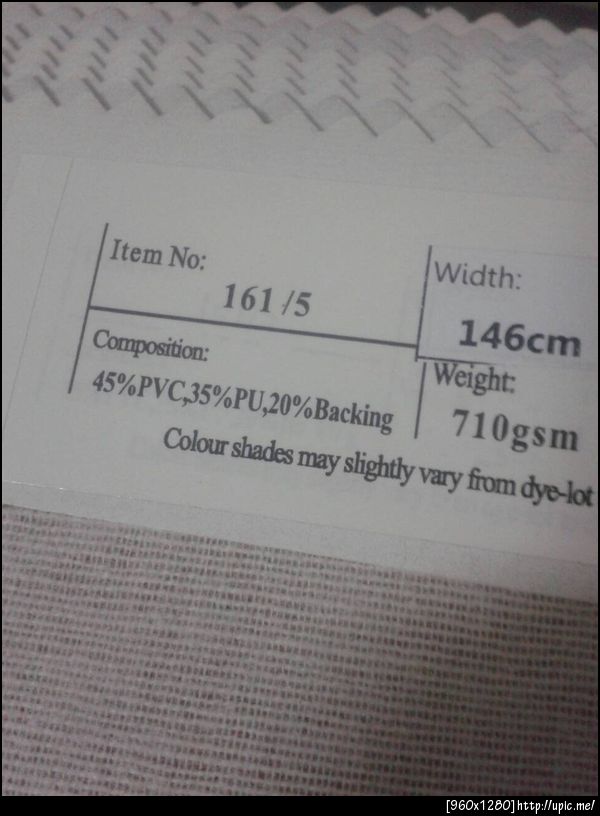 Item No:
161 /5
Width:
146cm
Composition:
45%PVC,35%PU,20%Backing
Weight:
710gsm
Colour shades may slightly vary from dye-lot
[960x1280]http://upic.me/